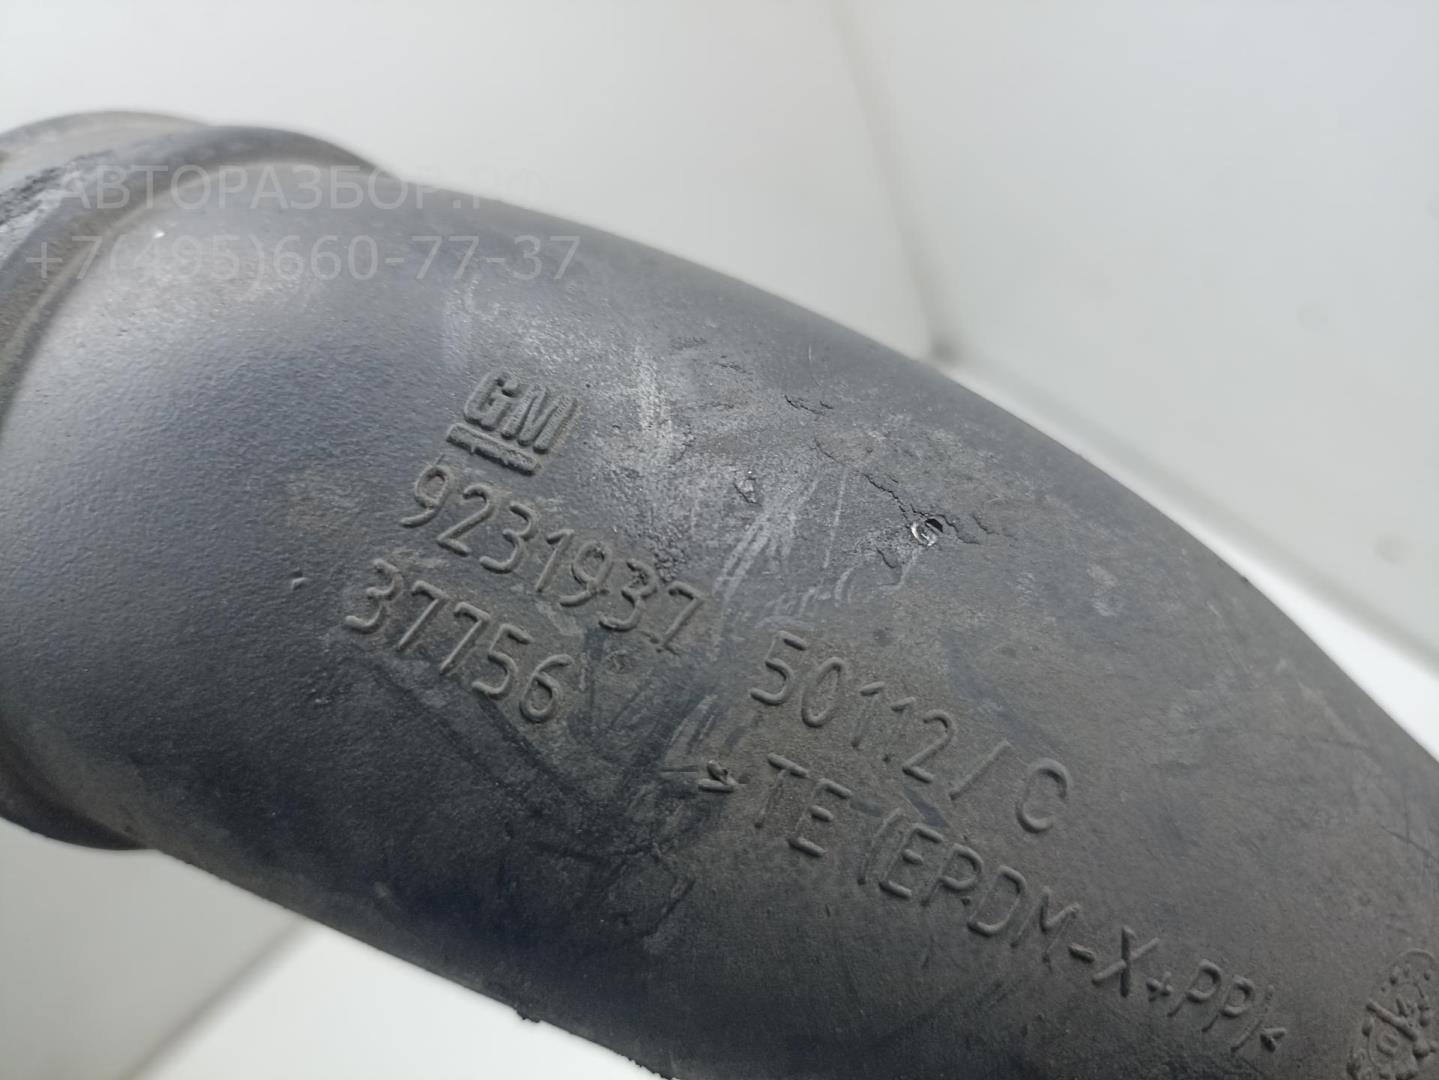 АВТОРАЗБОР.РФ
+7(495)660-77-37
GM
9231937
37756
50112/C
>TE(EPDM-X+PP)<